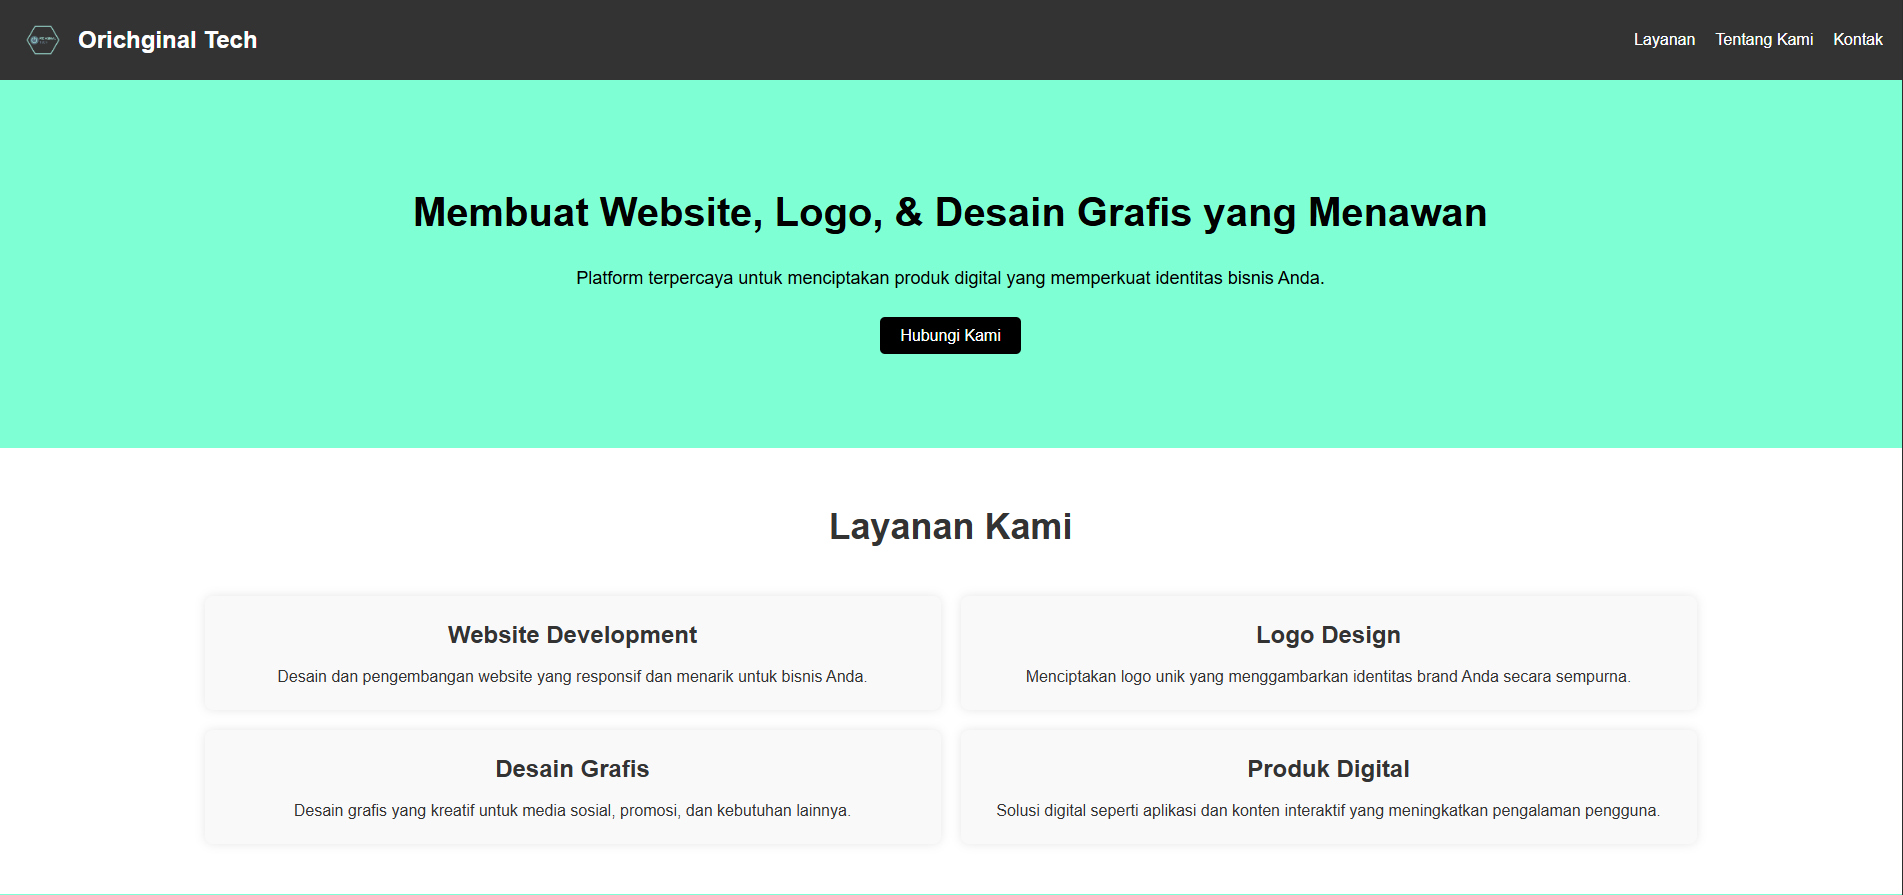 Orichginal Tech
Layanan Tentang Kami Kontak
Membuat Website, Logo, & Desain Grafis yang Menawan
Platform terpercaya untuk menciptakan produk digital yang memperkuat identitas bisnis Anda.
Hubungi Kami
Layanan Kami
Website Development
Desain dan pengembangan website yang responsif dan menarik untuk bisnis Anda.
Logo Design
Menciptakan logo unik yang menggambarkan identitas brand Anda secara sempurna.
Desain Grafis
Desain grafis yang kreatif untuk media sosial, promosi, dan kebutuhan lainnya.
Produk Digital
Solusi digital seperti aplikasi dan konten interaktif yang meningkatkan pengalaman pengguna.